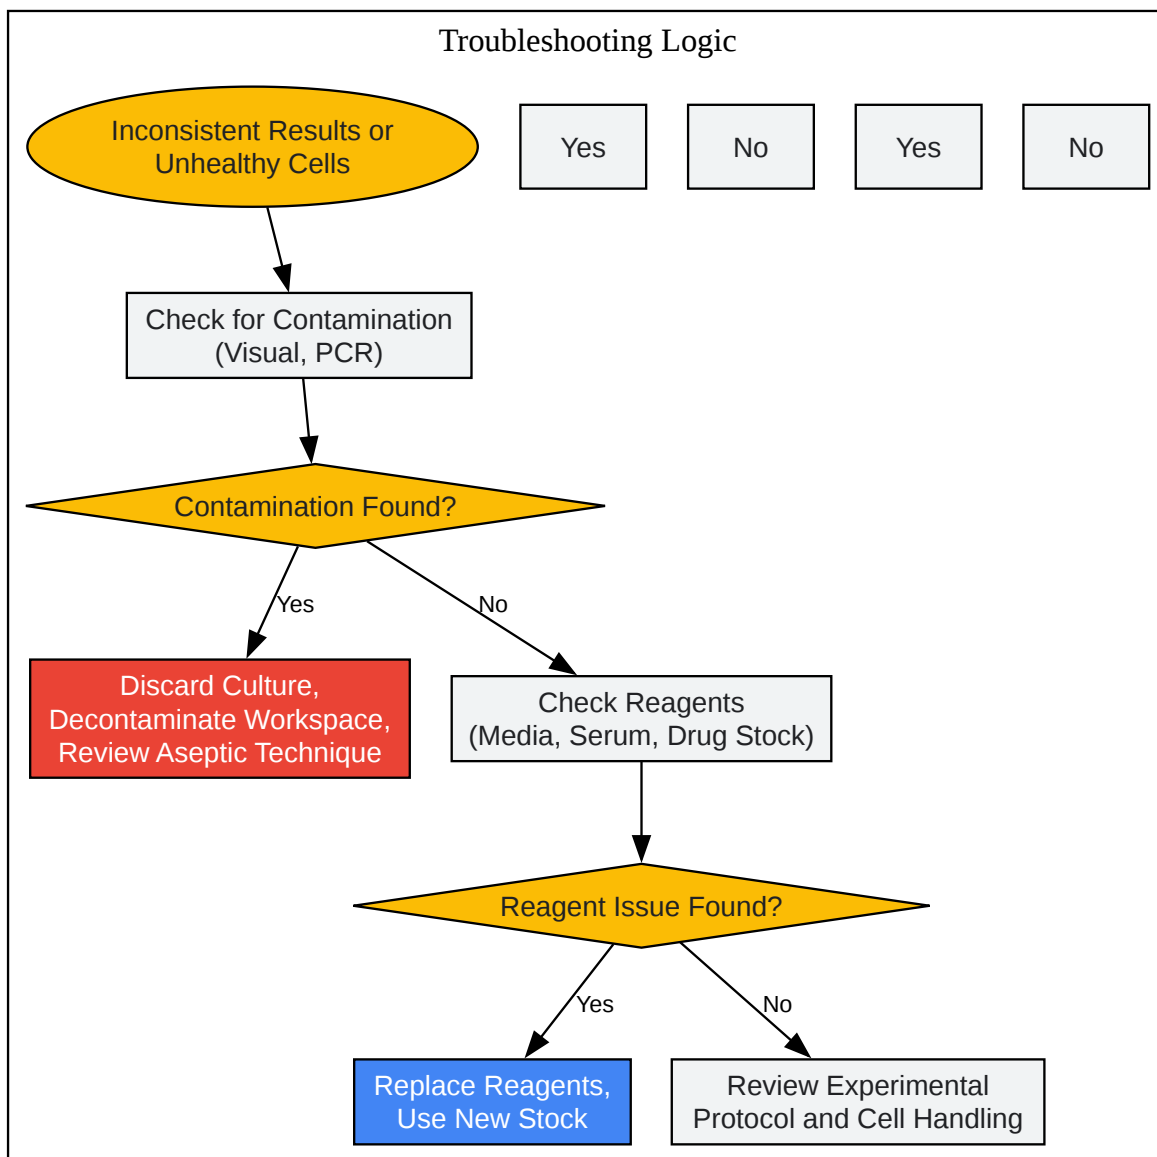 Troubleshooting Logic
Inconsistent Results or
Unhealthy Cells
Yes
No
Yes
No
Check for Contamination
(Visual, PCR)
Contamination Found?
Yes
No
Discard Culture,
Decontaminate Workspace,
Review Aseptic Technique
Check Reagents
(Media, Serum, Drug Stock)
Reagent Issue Found?
Yes
No
Replace Reagents,
Use New Stock
Review Experimental
Protocol and Cell Handling